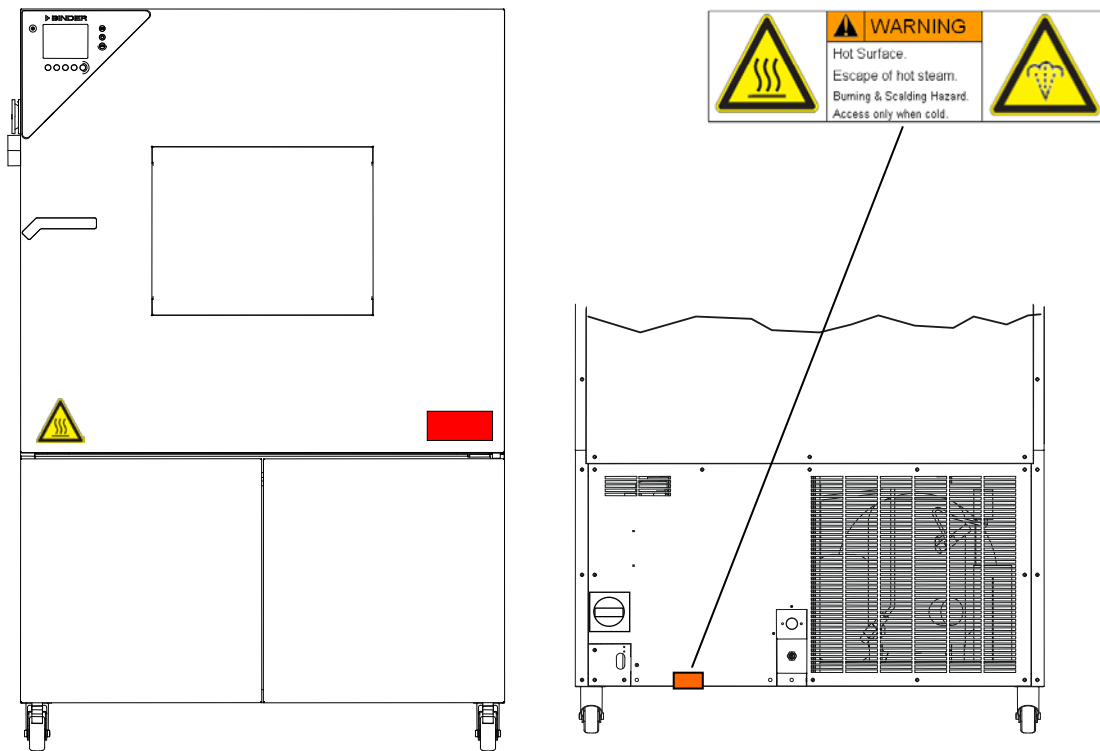 BINDER
WARNING
Hot Surface.
Escape of hot steam.
Burning & Scalding Hazard.
Access only when cold.